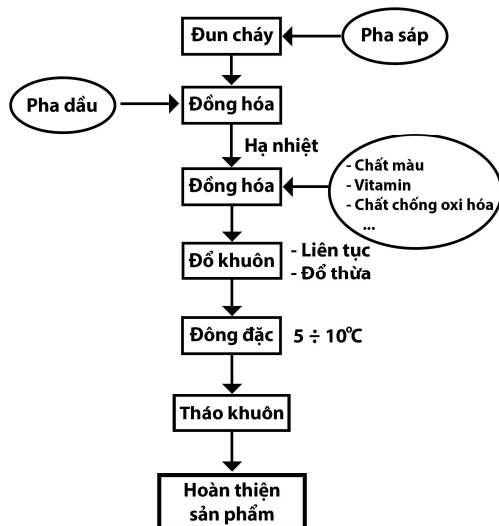 Đun cháy
Pha sáp
Pha dầu
Đồng hóa
Hạ nhiệt
Đồng hóa
- Chất màu
- Vitamin
- Chất chống oxi hóa
...
Đổ khuôn
- Liên tục
- Đổ thừa
Đông đặc
5 ÷ 10°C
Tháo khuôn
Hoàn thiện
sản phẩm